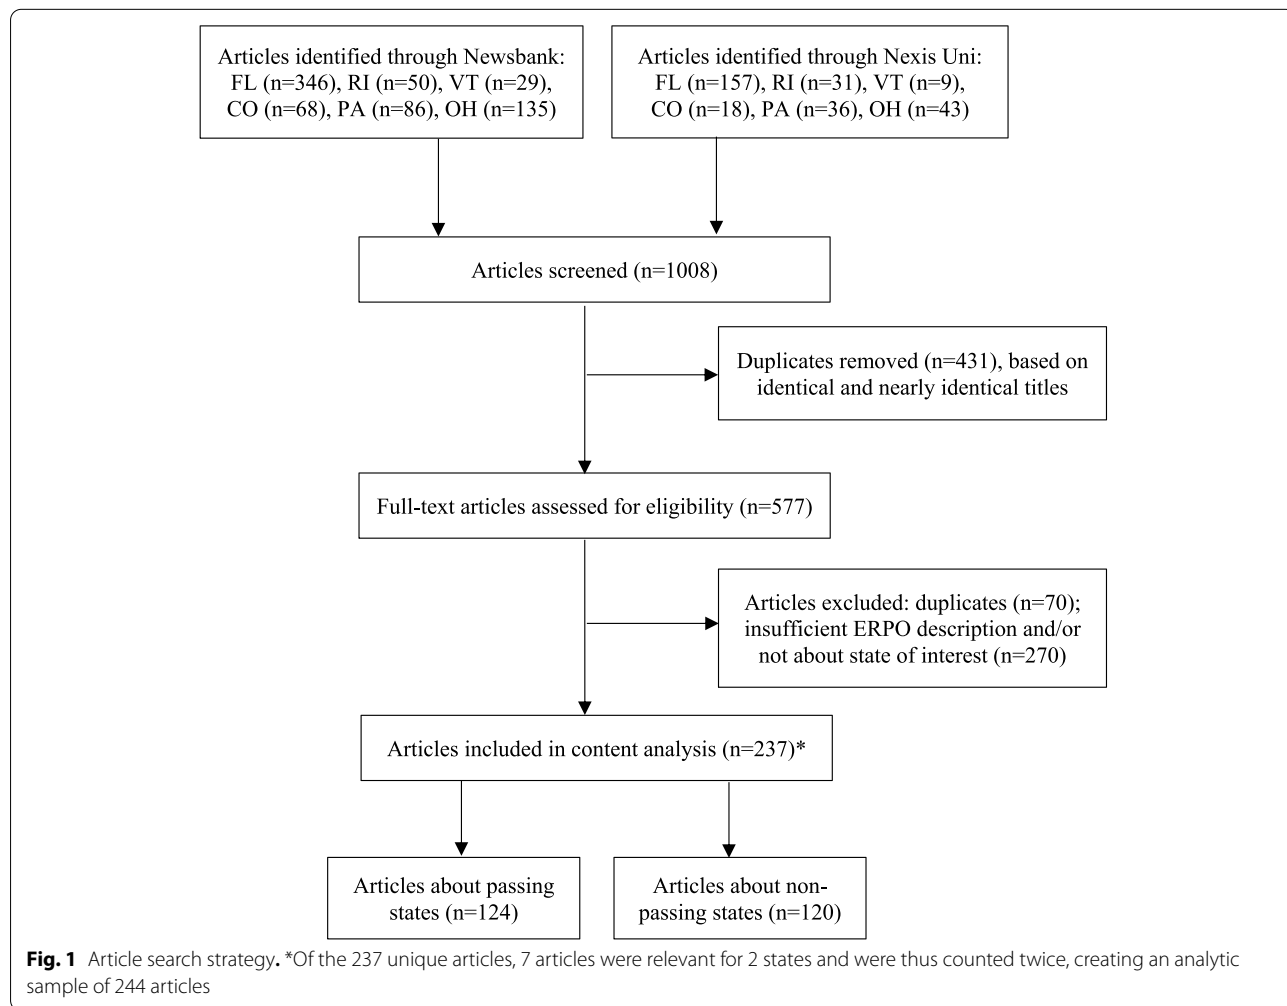 Articles identified through Newsbank:
FL (n=346), RI (n=50), VT (n=29),
CO (n=68), PA (n=86), OH (n=135)
Articles identified through Nexis Uni:
FL (n=157), RI (n=31), VT (n=9),
CO (n=18), PA (n=36), OH (n=43)
Articles screened (n=1008)
Duplicates removed (n=431), based on
identical and nearly identical titles
Full-text articles assessed for eligibility (n=577)
Articles excluded: duplicates (n=70);
insufficient ERPO description and/or
not about state of interest (n=270)
Articles included in content analysis (n=237)*
Articles about passing
states (n=124)
Articles about non-
passing states (n=120)
Fig. 1 Article search strategy. *Of the 237 unique articles, 7 articles were relevant for 2 states and were thus counted twice, creating an analytic
sample of 244 articles